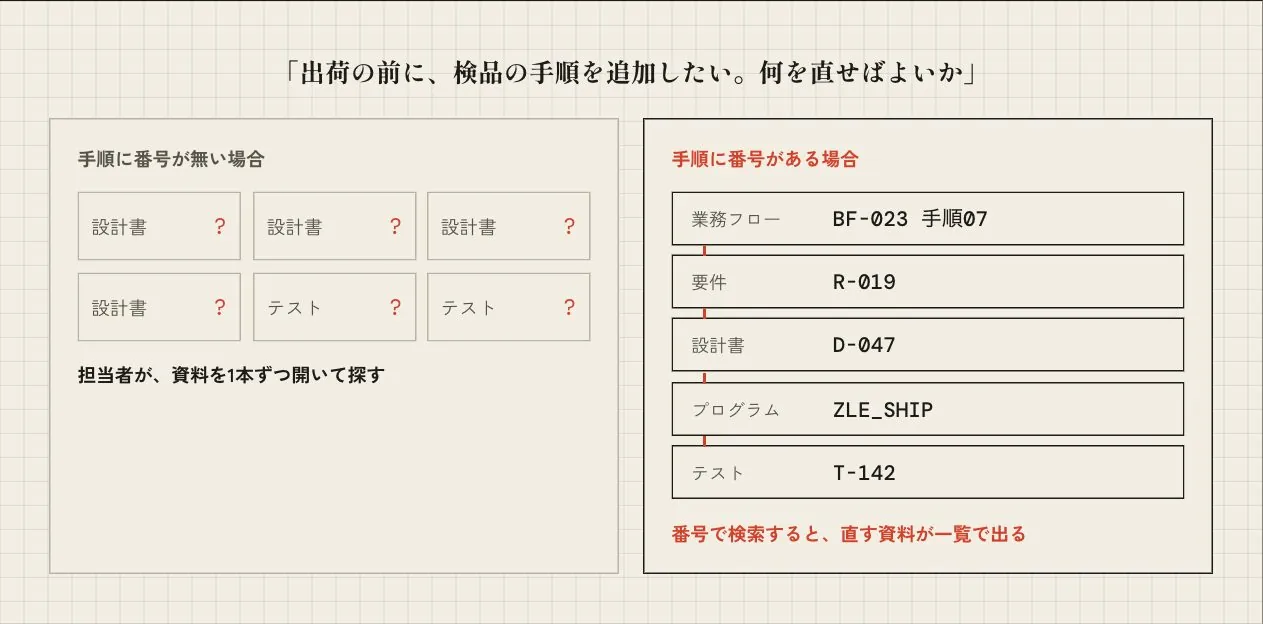 「出荷の前に、検品の手順を追加したい。何を直せばよいか」
手順に番号が無い場合
設計書 ?
設計書 ?
設計書 ?
設計書 ?
テスト ?
テスト ?
担当者が、資料を1本ずつ開いて探す
手順に番号がある場合
業務フロー BF-023 手順07
要件 R-019
設計書 D-047
プログラム ZLE_SHIP
テスト T-142
番号で検索すると、直す資料が一覧で出る